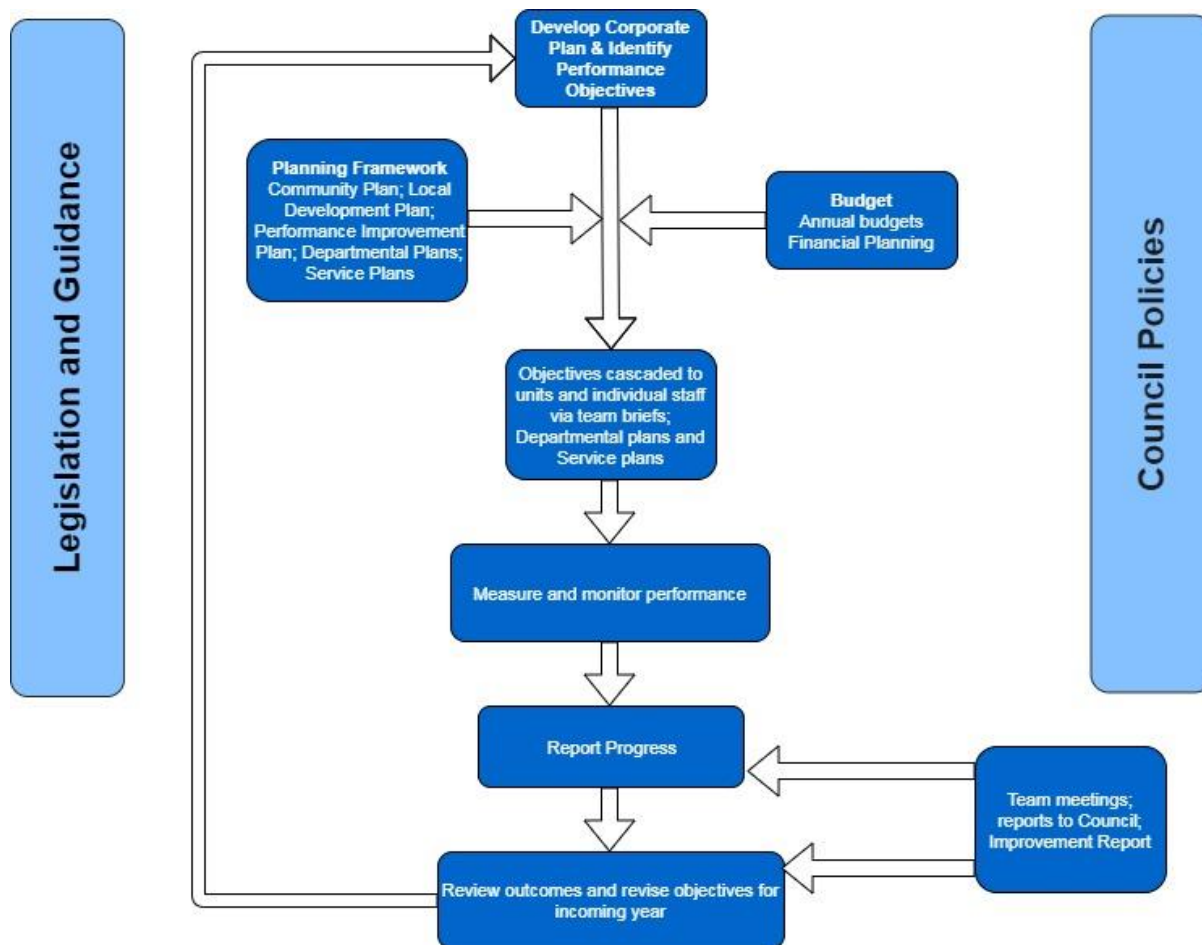 Legislation and Guidance
Develop Corporate
Plan & Identify
Performance
Objectives
Planning Framework
Community Plan; Local
Development Plan;
Performance Improvement
Plan; Departmental Plans;
Service Plans
Budget
Annual budgets
Financial Planning
Objectives cascaded to
units and individual staff
via team briefs;
Departmental plans and
Service plans
Measure and monitor performance
Report Progress
Team meetings;
reports to Council;
Improvement Report
Review outcomes and revise objectives for
incoming year
Council Policies